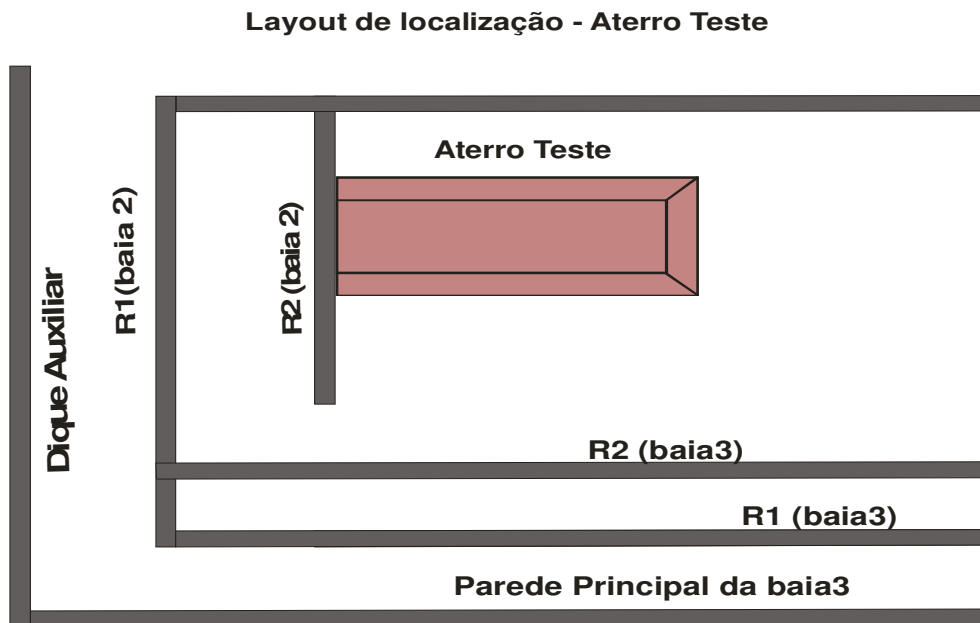 Layout de localização - Aterro Teste
Aterro Teste
R1(baia 2)
R2 (baia 2)
Dique Auxiliar
R2 (baia3)
R1 (baia3)
Parede Principal da baia3